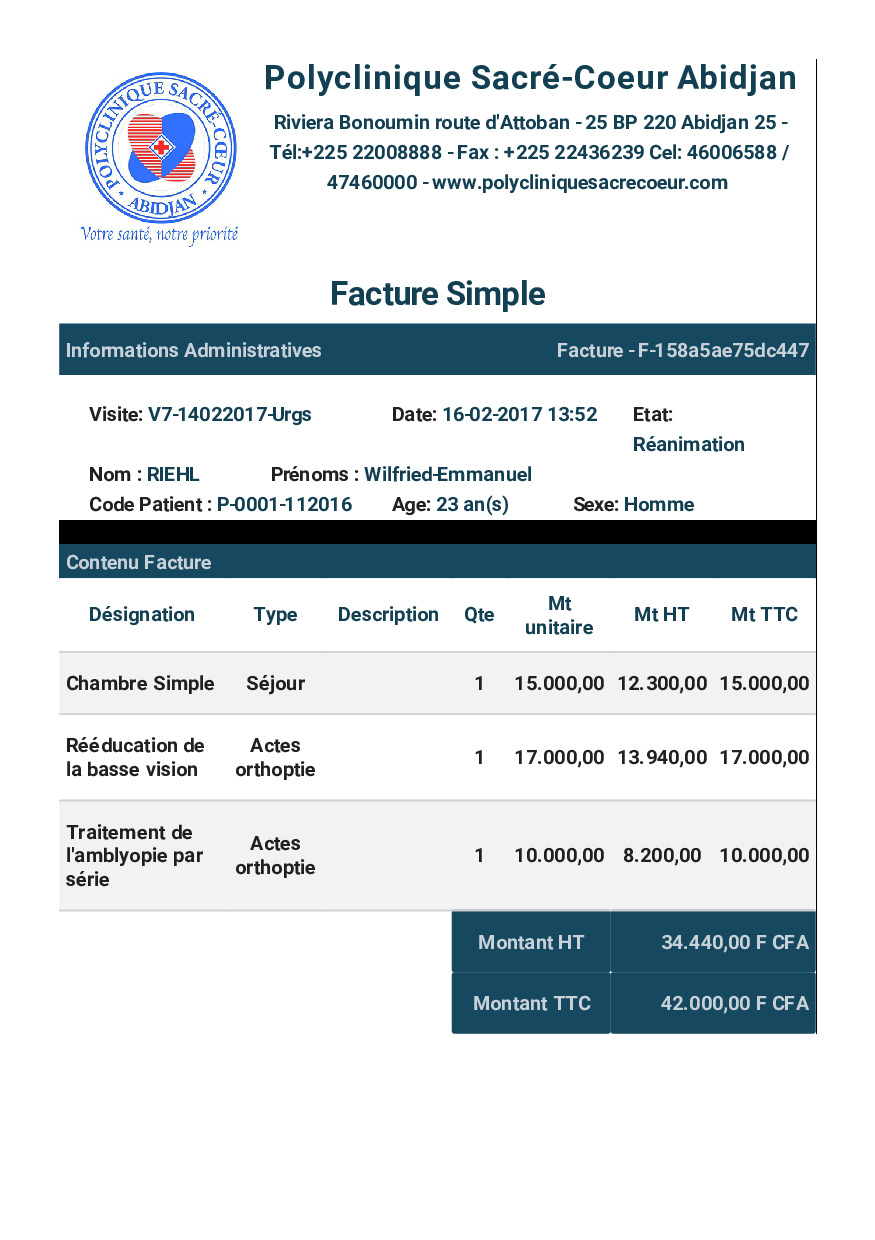 POLYCLINIQUE SACRÉ-CŒUR
ABIDJAN
Votre santé, notre priorité
Polyclinique Sacré-Coeur Abidjan
Riviera Bonoumin route d'Attoban - 25 BP 220 Abidjan 25 -
Tél:+225 22008888 - Fax : +225 22436239 Cel: 46006588 /
47460000 - www.polycliniquesacrecoeur.com
Facture Simple
Informations Administratives Facture - F-158a5ae75dc447
Visite: V7-14022017-Urgs Date: 16-02-2017 13:52 Etat:
Réanimation
Nom : RIEHL Prénoms : Wilfried-Emmanuel
Code Patient : P-0001-112016 Age: 23 an(s) Sexe: Homme
Contenu Facture
Désignation Type Description Qte Mt unitaire Mt HT Mt TTC
Chambre Simple Séjour 1 15.000,00 12.300,00 15.000,00
Rééducation de la basse vision Actes orthoptie 1 17.000,00 13.940,00 17.000,00
Traitement de l'amblyopie par série Actes orthoptie 1 10.000,00 8.200,00 10.000,00
Montant HT 34.440,00 F CFA
Montant TTC 42.000,00 F CFA